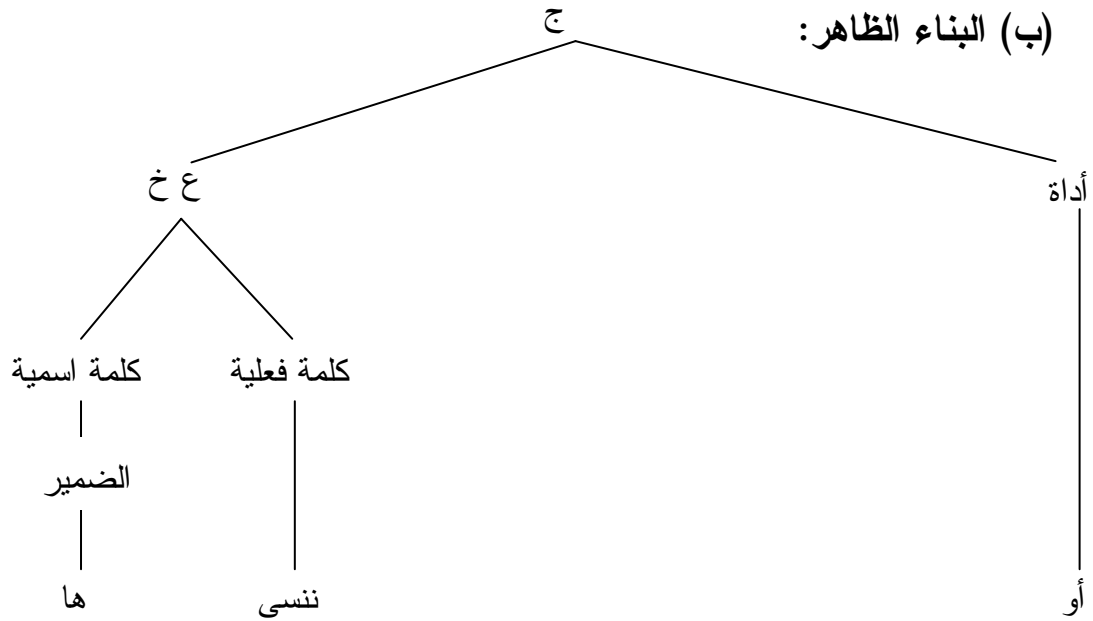 (ب) البناء الظاهر:
ج
أداة
ع خ
كلمة فعلية
كلمة اسمية
الضمير
أو
ننسى
ها